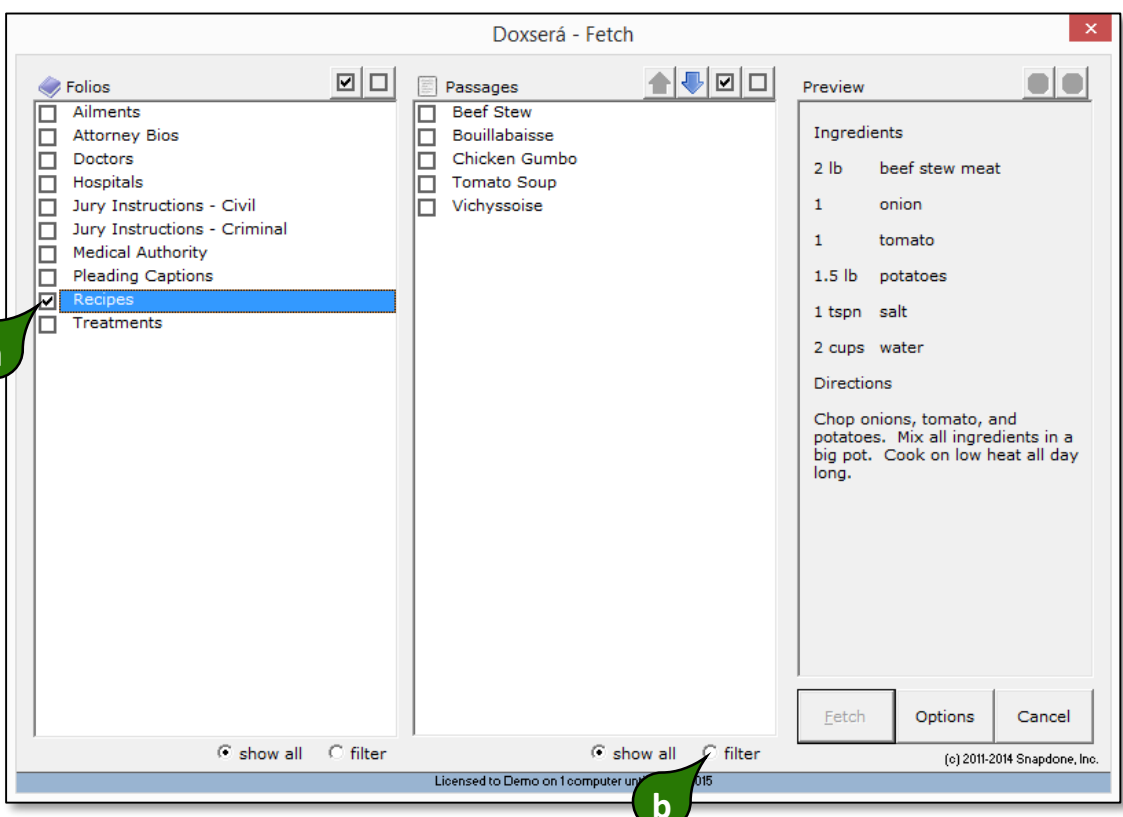 Doxserá - Fetch
Folios
Ailments
Attorney Bios
Doctors
Hospitals
Jury Instructions - Civil
Jury Instructions - Criminal
Medical Authority
Pleading Captions
Recipes
Treatments
show all filter
Passages
Beef Stew
Bouillabaisse
Chicken Gumbo
Tomato Soup
Vichyssoise
show all filter
Preview
Ingredients
2 lb beef stew meat
1 onion
1 tomato
1.5 lb potatoes
1 tspn salt
2 cups water
Directions
Chop onions, tomato, and
potatoes. Mix all ingredients in a
big pot. Cook on low heat all day
long.
Fetch Options Cancel
(c) 2011-2014 Snapdone, Inc.
Licensed to Demo on 1 computer 015
b